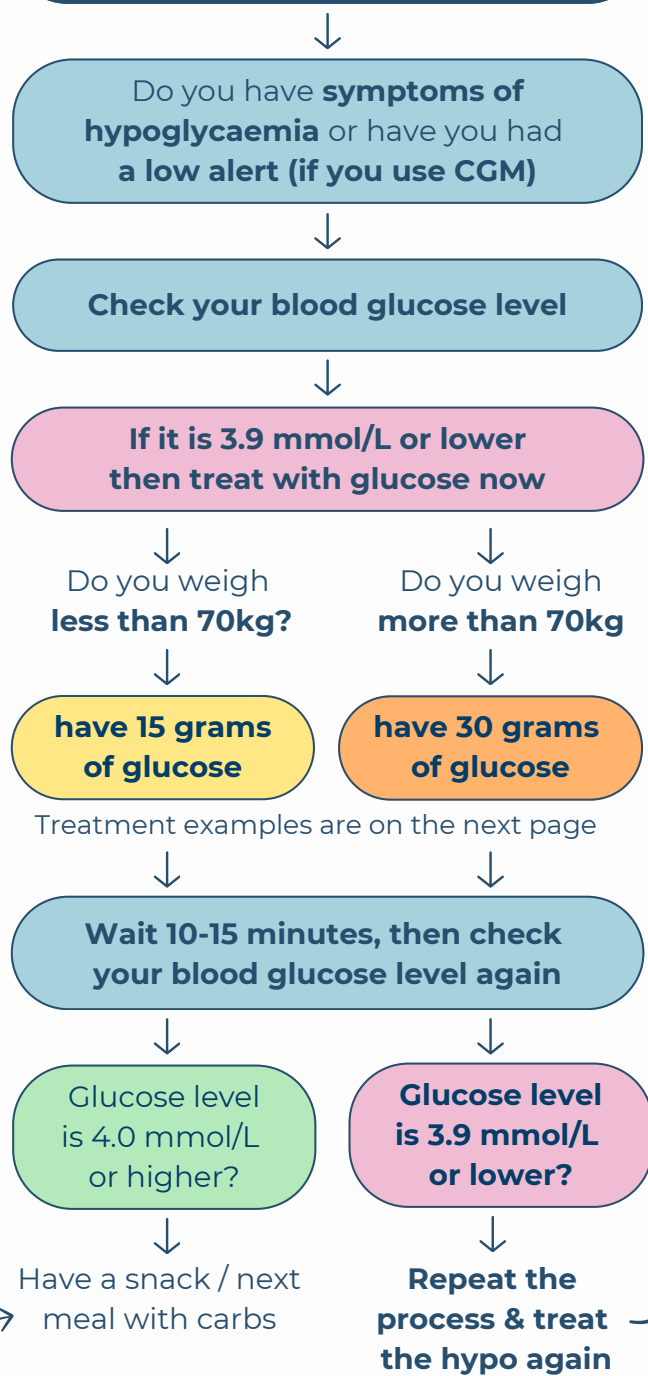 Do you have symptoms of
hypoglycaemia or have you had
a low alert (if you use CGM)
Check your blood glucose level
If it is 3.9 mmol/L or lower
then treat with glucose now
Do you weigh
less than 70kg?
Do you weigh
more than 70kg
have 15 grams
of glucose
have 30 grams
of glucose
Treatment examples are on the next page
Wait 10-15 minutes, then check
your blood glucose level again
Glucose level
is 4.0 mmol/L
or higher?
Glucose level
is 3.9 mmol/L
or lower?
Have a snack / next
meal with carbs
Repeat the
process & treat
the hypo again